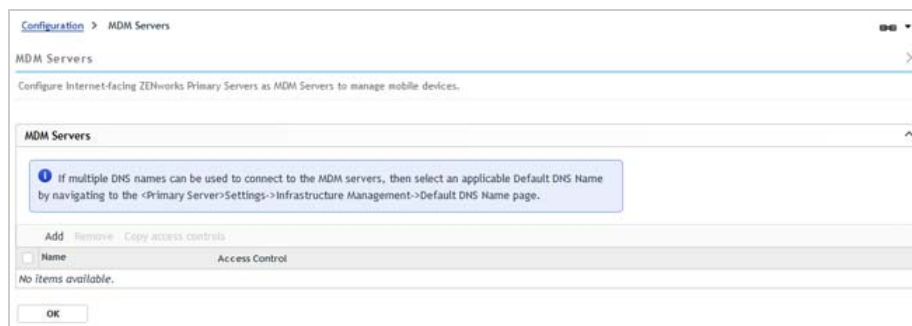 Configuration > MDM Servers
MDM Servers
Configure Internet-facing ZENworks Primary Servers as MDM Servers to manage mobile devices.
MDM Servers
If multiple DNS names can be used to connect to the MDM servers, then select an applicable Default DNS Name
by navigating to the <Primary Server>Settings->Infrastructure Management->Default DNS Name page.
Add Remove Copy access controls
Name Access Control
No items available.
OK